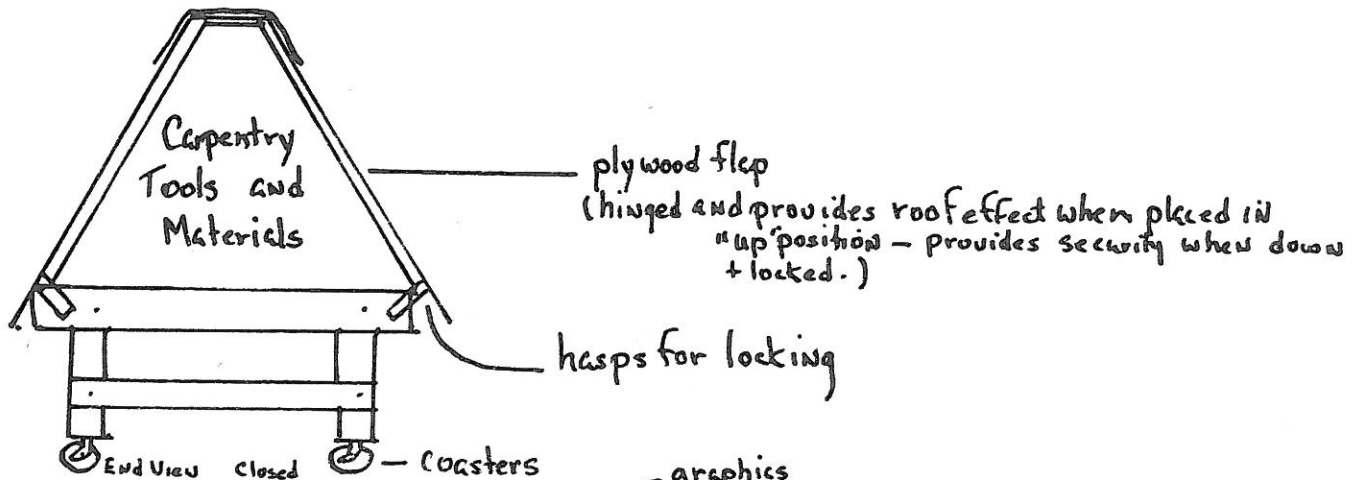 Carpentry
Tools and
Materials
plywood flap
(hinged and provides roof effect when placed in
"up" position – provides security when down
+ locked.)
hasps for locking
End View Closed
– coasters
– graphics